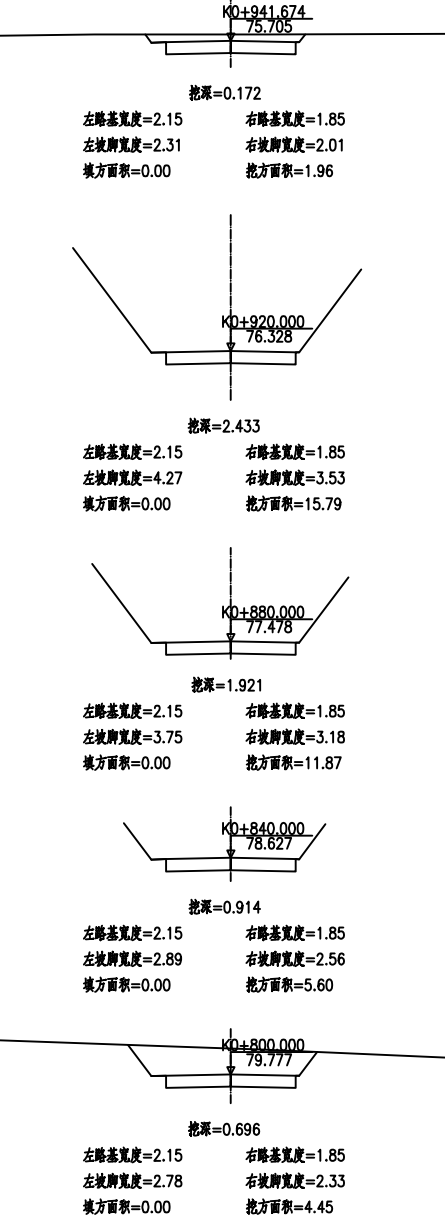 K0+941.674
75.705
挖深=0.172
左路基宽度=2.15 右路基宽度=1.85
左坡脚宽度=2.31 右坡脚宽度=2.01
填方面积=0.00 挖方面积=1.96
K0+920.000
76.328
挖深=2.433
左路基宽度=2.15 右路基宽度=1.85
左坡脚宽度=4.27 右坡脚宽度=3.53
填方面积=0.00 挖方面积=15.79
K0+880.000
77.478
挖深=1.921
左路基宽度=2.15 右路基宽度=1.85
左坡脚宽度=3.75 右坡脚宽度=3.18
填方面积=0.00 挖方面积=11.87
K0+840.000
78.627
挖深=0.914
左路基宽度=2.15 右路基宽度=1.85
左坡脚宽度=2.89 右坡脚宽度=2.56
填方面积=0.00 挖方面积=5.60
K0+800.000
79.777
挖深=0.696
左路基宽度=2.15 右路基宽度=1.85
左坡脚宽度=2.78 右坡脚宽度=2.33
填方面积=0.00 挖方面积=4.45